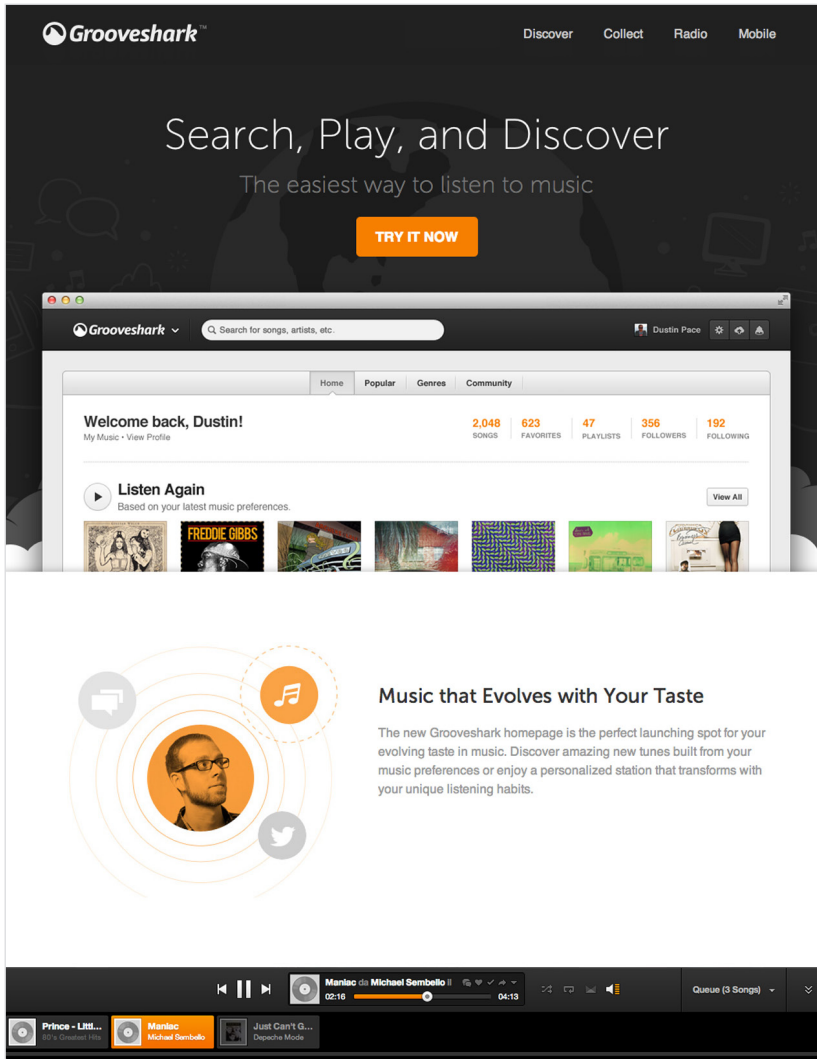 Grooveshark™
Discover Collect Radio Mobile
Search, Play, and Discover
The easiest way to listen to music
TRY IT NOW
Grooveshark
Search for songs, artists, etc.
Dustin Pace
Home Popular Genres Community
Welcome back, Dustin!
My Music • View Profile
2,048 623 47 356 192
SONGS FAVORITES PLAYLISTS FOLLOWERS FOLLOWING
Listen Again
Based on your latest music preferences.
View All
FREDDIE GIBBS
Music that Evolves with Your Taste
The new Grooveshark homepage is the perfect launching spot for your
evolving taste in music. Discover amazing new tunes built from your
music preferences or enjoy a personalized station that transforms with
your unique listening habits.
Maniac da Michael Sembello
02:16 04:13
Queue (3 Songs)
Prince - Littl... Maniac Just Can't G...
80's Greatest Hits Michael Sembello Depeche Mode